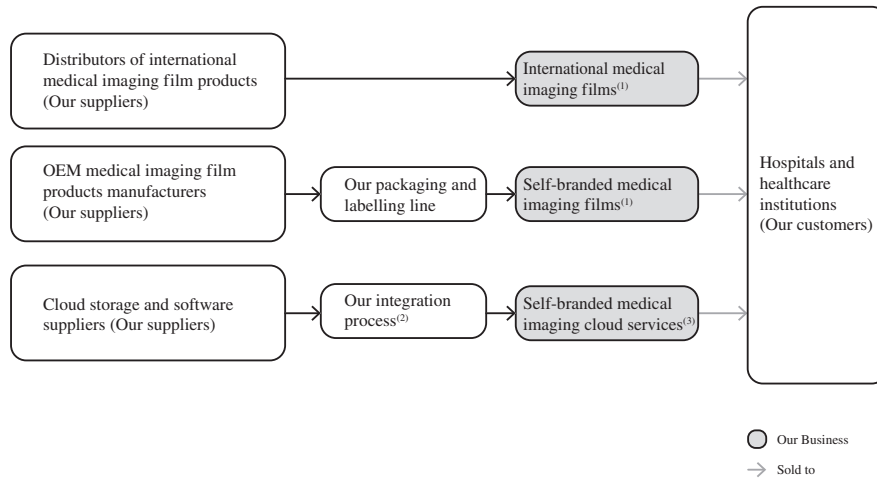 Distributors of international
medical imaging film products
(Our suppliers)
International medical
imaging films(1)
OEM medical imaging film
products manufacturers
(Our suppliers)
Our packaging and
labelling line
Self-branded medical
imaging films(1)
Cloud storage and software
suppliers (Our suppliers)
Our integration
process(2)
Self-branded medical
imaging cloud services(3)
Hospitals and
healthcare
institutions
(Our customers)
Our Business
Sold to